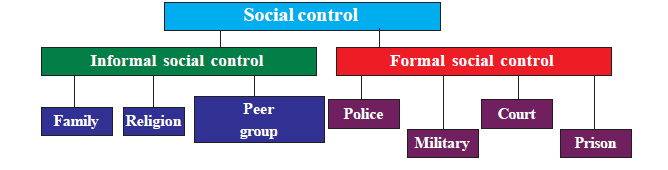 Social control
Informal social control
Formal social control
Family
Religion
Peer
group
Police
Military
Court
Prison